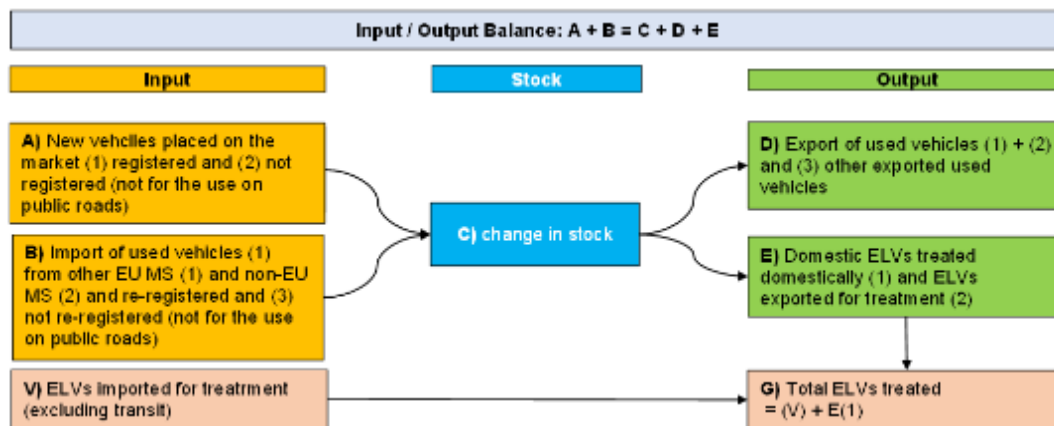 Input / Output Balance: A + B = C + D + E
Input
Stock
Output
A) New vehciles placed on the
market (1) registered and (2) not
registered (not for the use on
public roads)
B) Import of used vehicles (1)
from other EU MS (1) and non-EU
MS (2) and re-registered and (3)
not re-registered (not for the use
on public roads)
V) ELVs imported for treatrment
(excluding transit)
C) change in stock
D) Export of used vehicles (1) + (2)
and (3) other exported used
vehicles
E) Domestic ELVs treated
domestically (1) and ELVs
exported for treatment (2)
G) Total ELVs treated
= (V) + E(1)